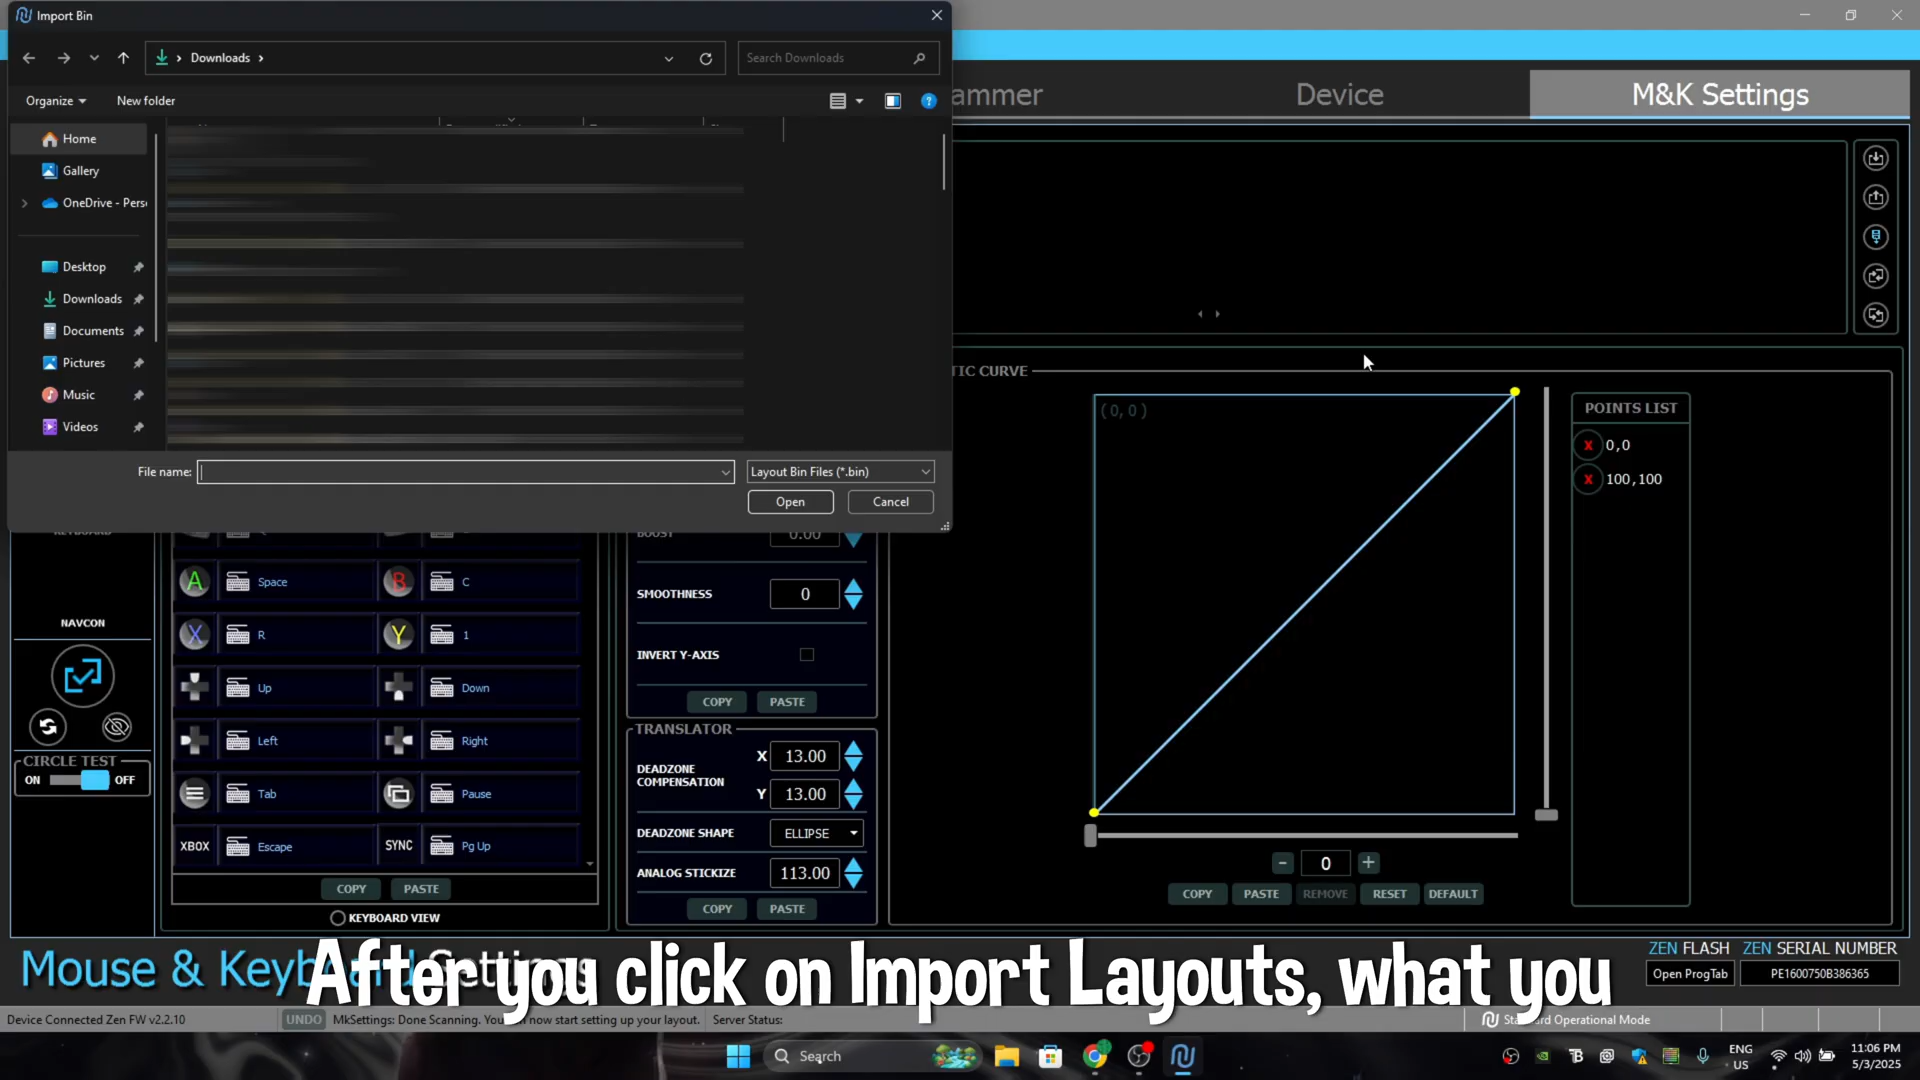 Import Bin
Downloads
Search Downloads
Organize
New folder
Home
Gallery
OneDrive - Pers
Desktop
Downloads
Documents
Pictures
Music
Videos
File name:
Layout Bin Files (*.bin)
Open
Cancel
ammer
Device
M&K Settings
TIC CURVE
(0,0)
POINTS LIST
X 0,0
X 100,100
- 0 +
COPY
PASTE
REMOVE
RESET
DEFAULT
NAVCON
CIRCLE TEST
ON
OFF
A Space
B C
X R
Y 1
Up
Down
Left
Right
Tab
Pause
XBOX Escape
SYNC Pg Up
COPY
PASTE
KEYBOARD VIEW
BOOST 0.00
SMOOTHNESS 0
INVERT Y-AXIS
COPY
PASTE
TRANSLATOR
DEADZONE
COMPENSATION
X 13.00
Y 13.00
DEADZONE SHAPE ELLIPSE
ANALOG STICKIZE 113.00
COPY
PASTE
Mouse & Keyb Settings
After you click on Import Layouts, what you
ZEN FLASH
ZEN SERIAL NUMBER
Open ProgTab
PE1600750B386365
Device Connected Zen FW v2.2.10
UNDO
MkSettings: Done Scanning. You can now start setting up your layout.
Server Status:
Standard Operational Mode
Search
ENG
US
11:06 PM
5/3/2025